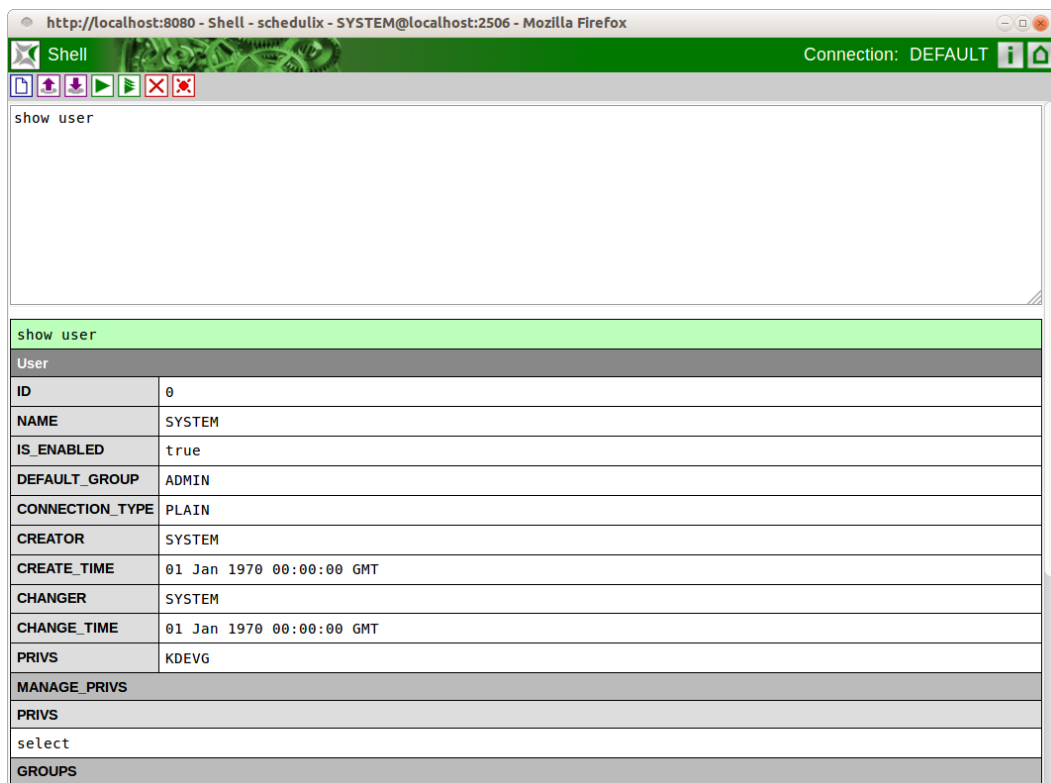 http://localhost:8080 - Shell - schedulix - SYSTEM@localhost:2506 - Mozilla Firefox
Shell Connection: DEFAULT i
show user
show user
User
ID 0
NAME SYSTEM
IS_ENABLED true
DEFAULT_GROUP ADMIN
CONNECTION_TYPE PLAIN
CREATOR SYSTEM
CREATE_TIME 01 Jan 1970 00:00:00 GMT
CHANGER SYSTEM
CHANGE_TIME 01 Jan 1970 00:00:00 GMT
PRIVS KDEVG
MANAGE_PRIVS
PRIVS
select
GROUPS